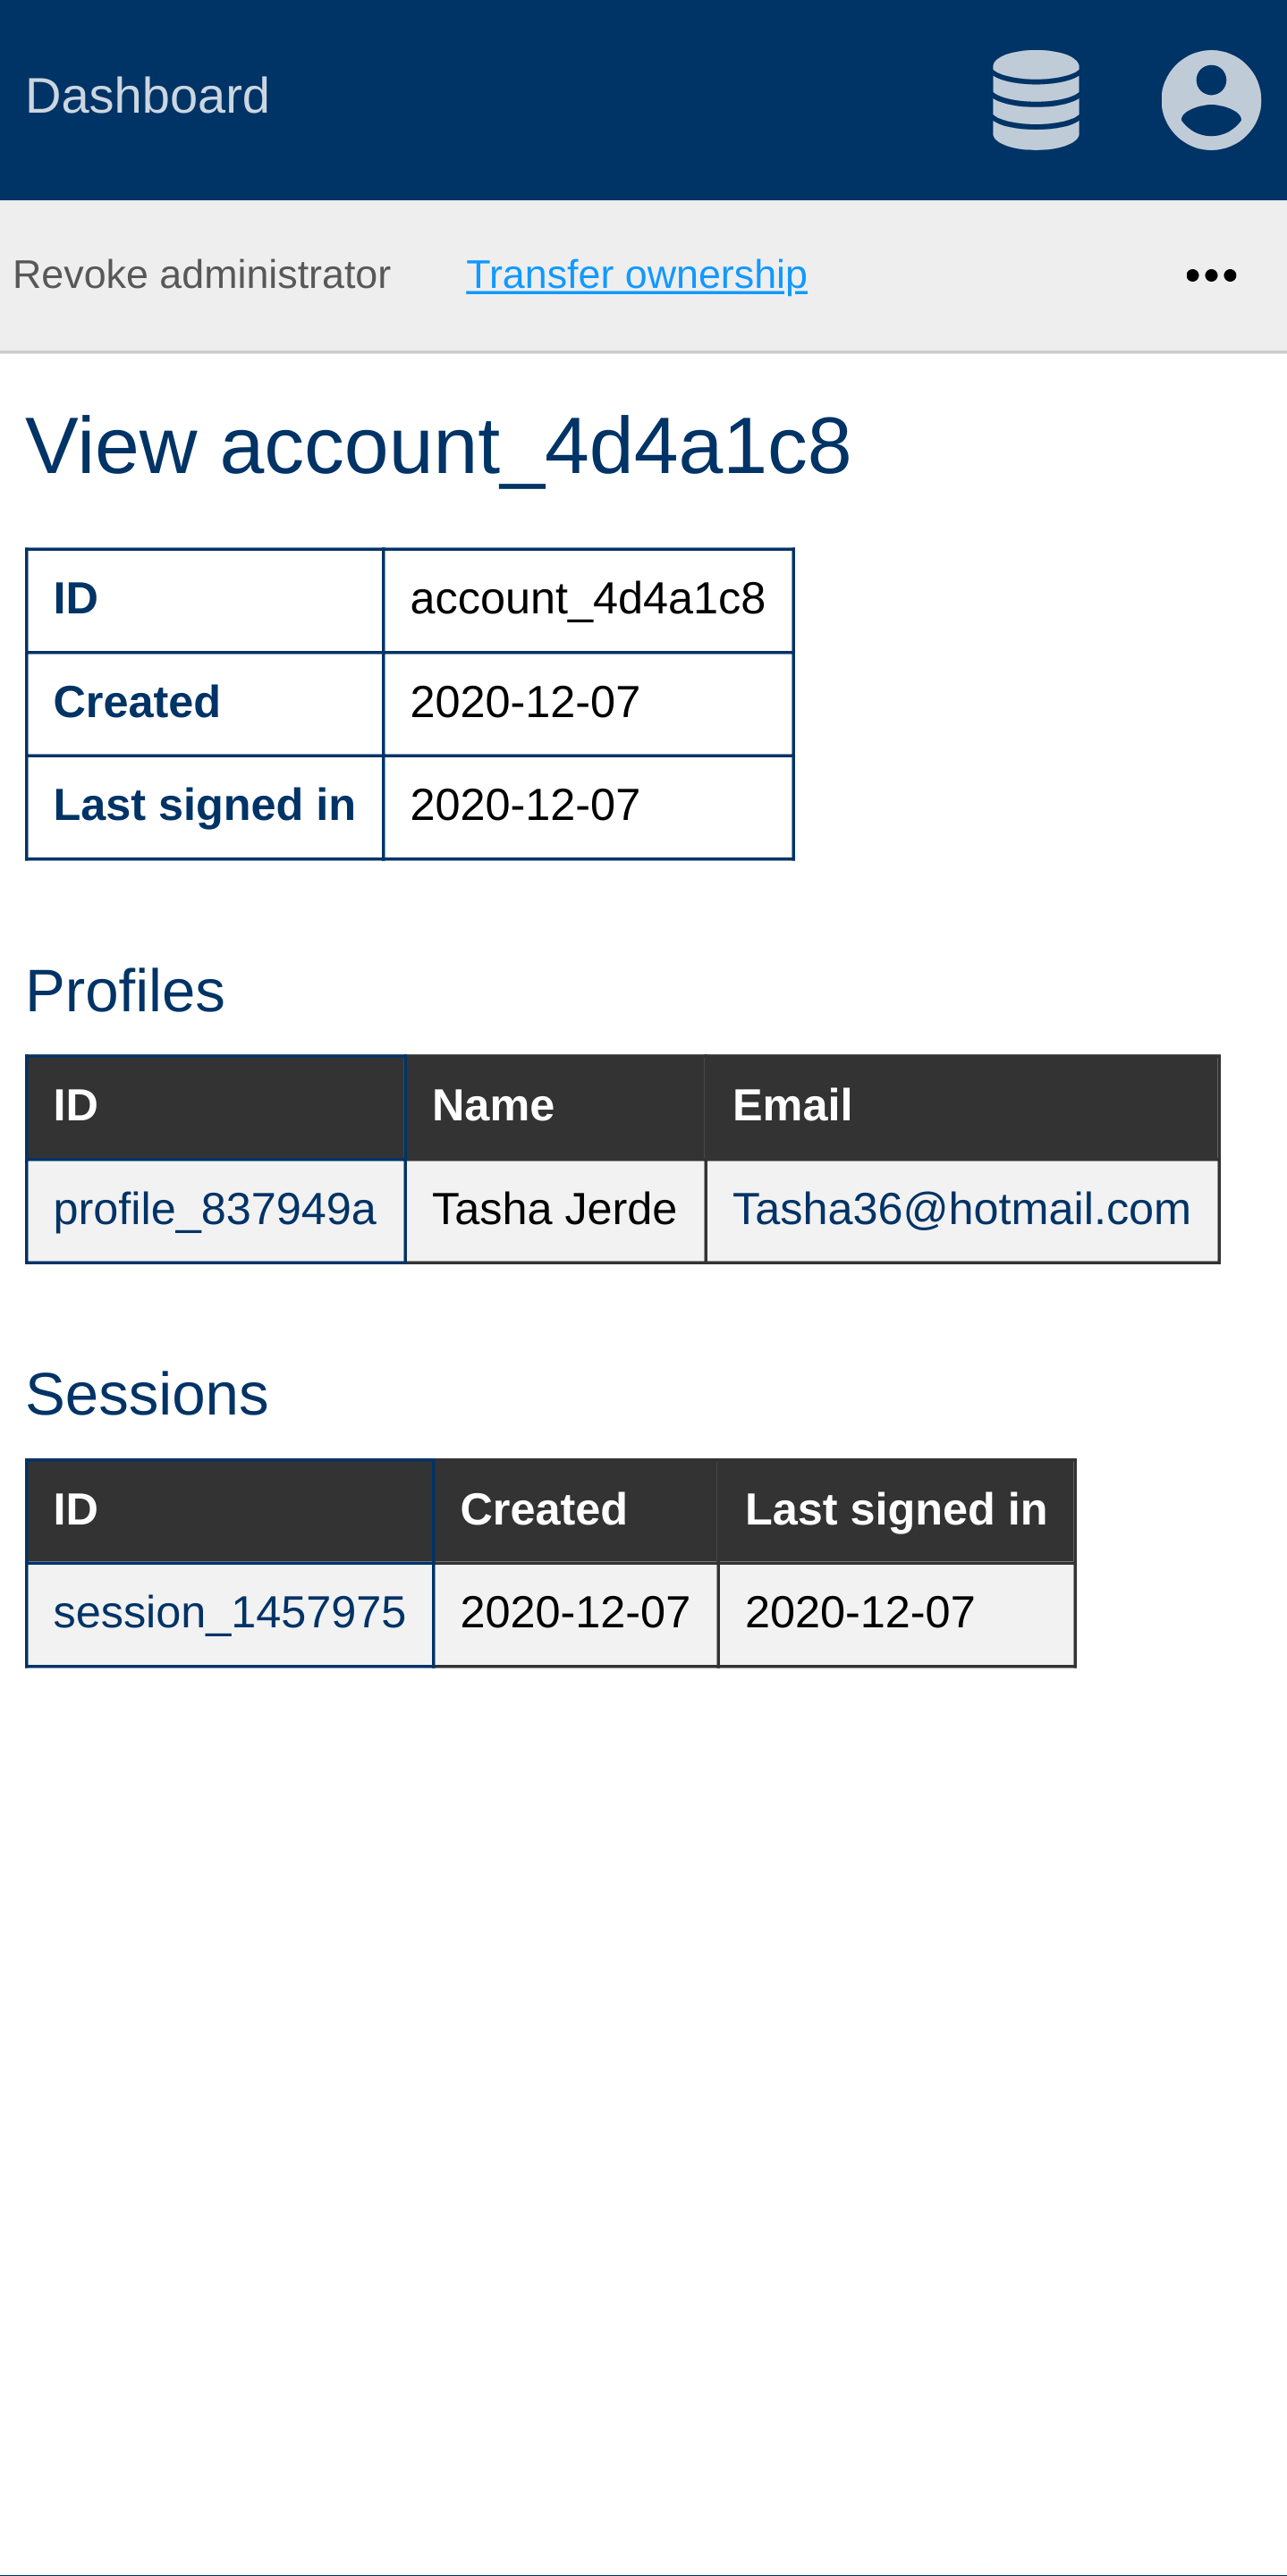 Dashboard
Revoke administrator Transfer ownership •••
View account_4d4a1c8
ID account_4d4a1c8
Created 2020-12-07
Last signed in 2020-12-07
Profiles
ID Name Email
profile_837949a Tasha Jerde Tasha36@hotmail.com
Sessions
ID Created Last signed in
session_1457975 2020-12-07 2020-12-07